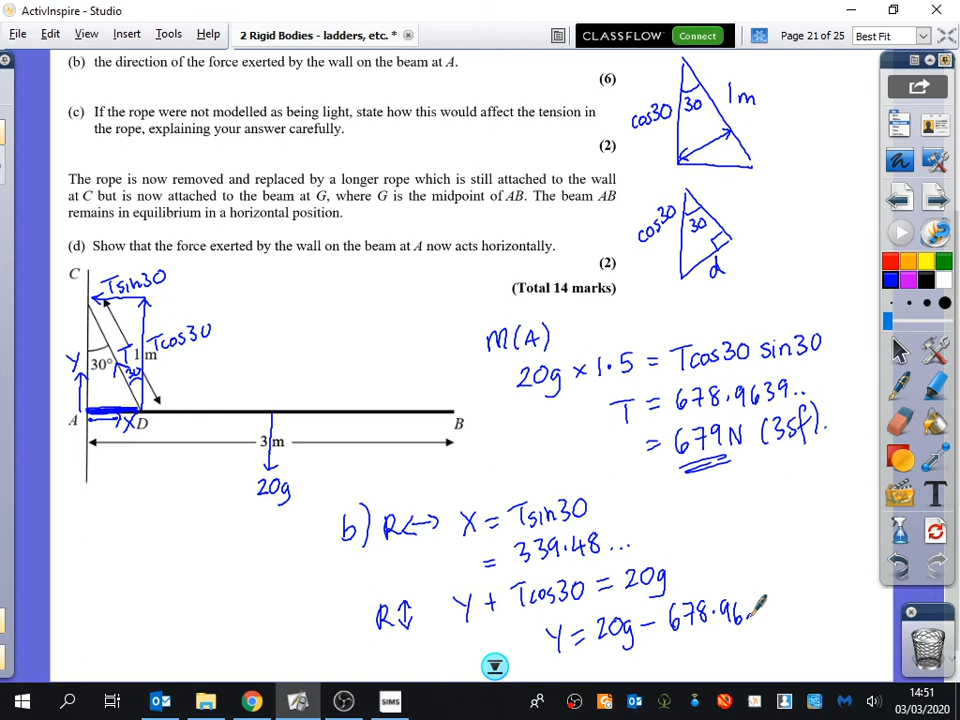 ActivInspire - Studio
File Edit View Insert Tools Help
2 Rigid Bodies - ladders, etc. *
CLASSFLOW Connect
Page 21 of 25
Best Fit
(b) the direction of the force exerted by the wall on the beam at A.
(6)
(c) If the rope were not modelled as being light, state how this would affect the tension in
the rope, explaining your answer carefully.
(2)
The rope is now removed and replaced by a longer rope which is still attached to the wall
at C but is now attached to the beam at G, where G is the midpoint of AB. The beam AB
remains in equilibrium in a horizontal position.
(d) Show that the force exerted by the wall on the beam at A now acts horizontally.
(2)
(Total 14 marks)
cos30 30 1m
cos30 30 d
C
Tsin30
Tcos30
Y 30° T 1 m
30
A X D B
3 m
20g
M(A)
20g × 1.5 = Tcos30 sin30
T = 678.9639..
= 679N (3sf).
b) R↔ X = Tsin30
= 339.48...
R↕ Y + Tcos30 = 20g
Y = 20g - 678.96.
T
SIMS
14:51
03/03/2020